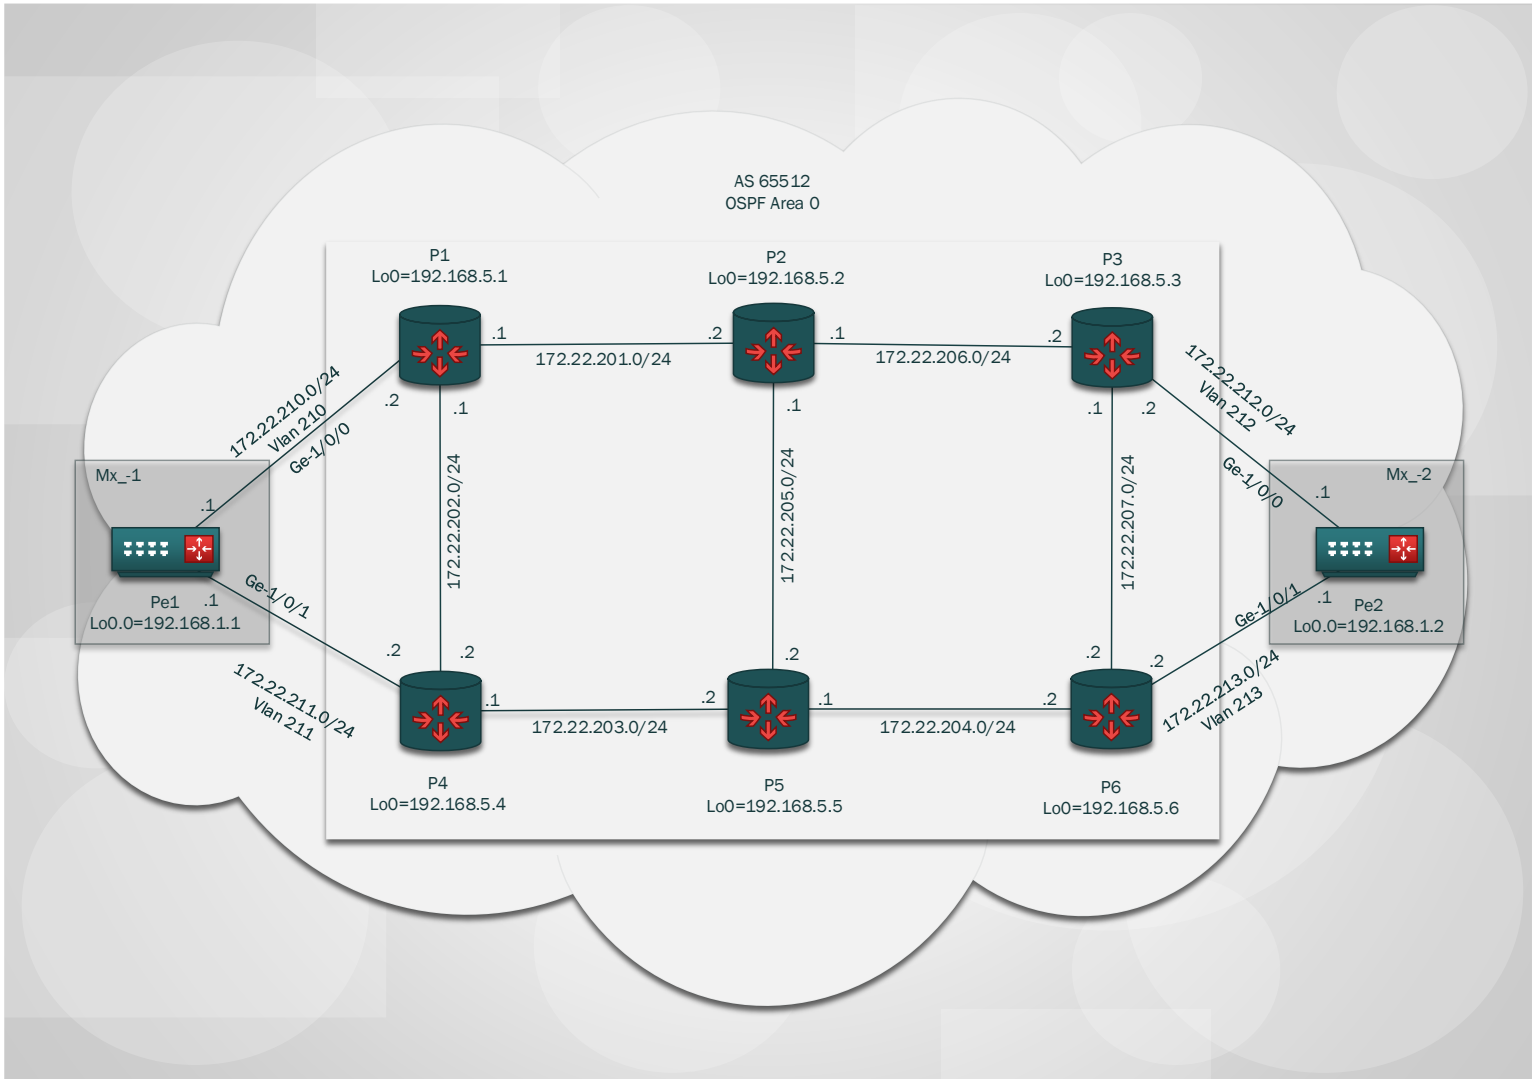 AS 65512
OSPF Area 0
P1
Lo0=192.168.5.1
P2
Lo0=192.168.5.2
P3
Lo0=192.168.5.3
.1
.2
.1
.2
172.22.201.0/24
172.22.206.0/24
172.22.210.0/24
Vlan 210
Ge-1/0/0
.2
.1
.1
.1
.2
172.22.212.0/24
Vlan 212
Ge-1/0/0
172.22.202.0/24
172.22.205.0/24
172.22.207.0/24
Mx_-1
.1
Pe1
.1
Lo0.0=192.168.1.1
Mx_-2
.1
.1
Pe2
Lo0.0=192.168.1.2
Ge-1/0/1
Ge-1/0/1
.2
.2
.2
.2
.2
172.22.211.0/24
Vlan 211
172.22.213.0/24
Vlan 213
.1
.2
.1
.2
172.22.203.0/24
172.22.204.0/24
P4
Lo0=192.168.5.4
P5
Lo0=192.168.5.5
P6
Lo0=192.168.5.6